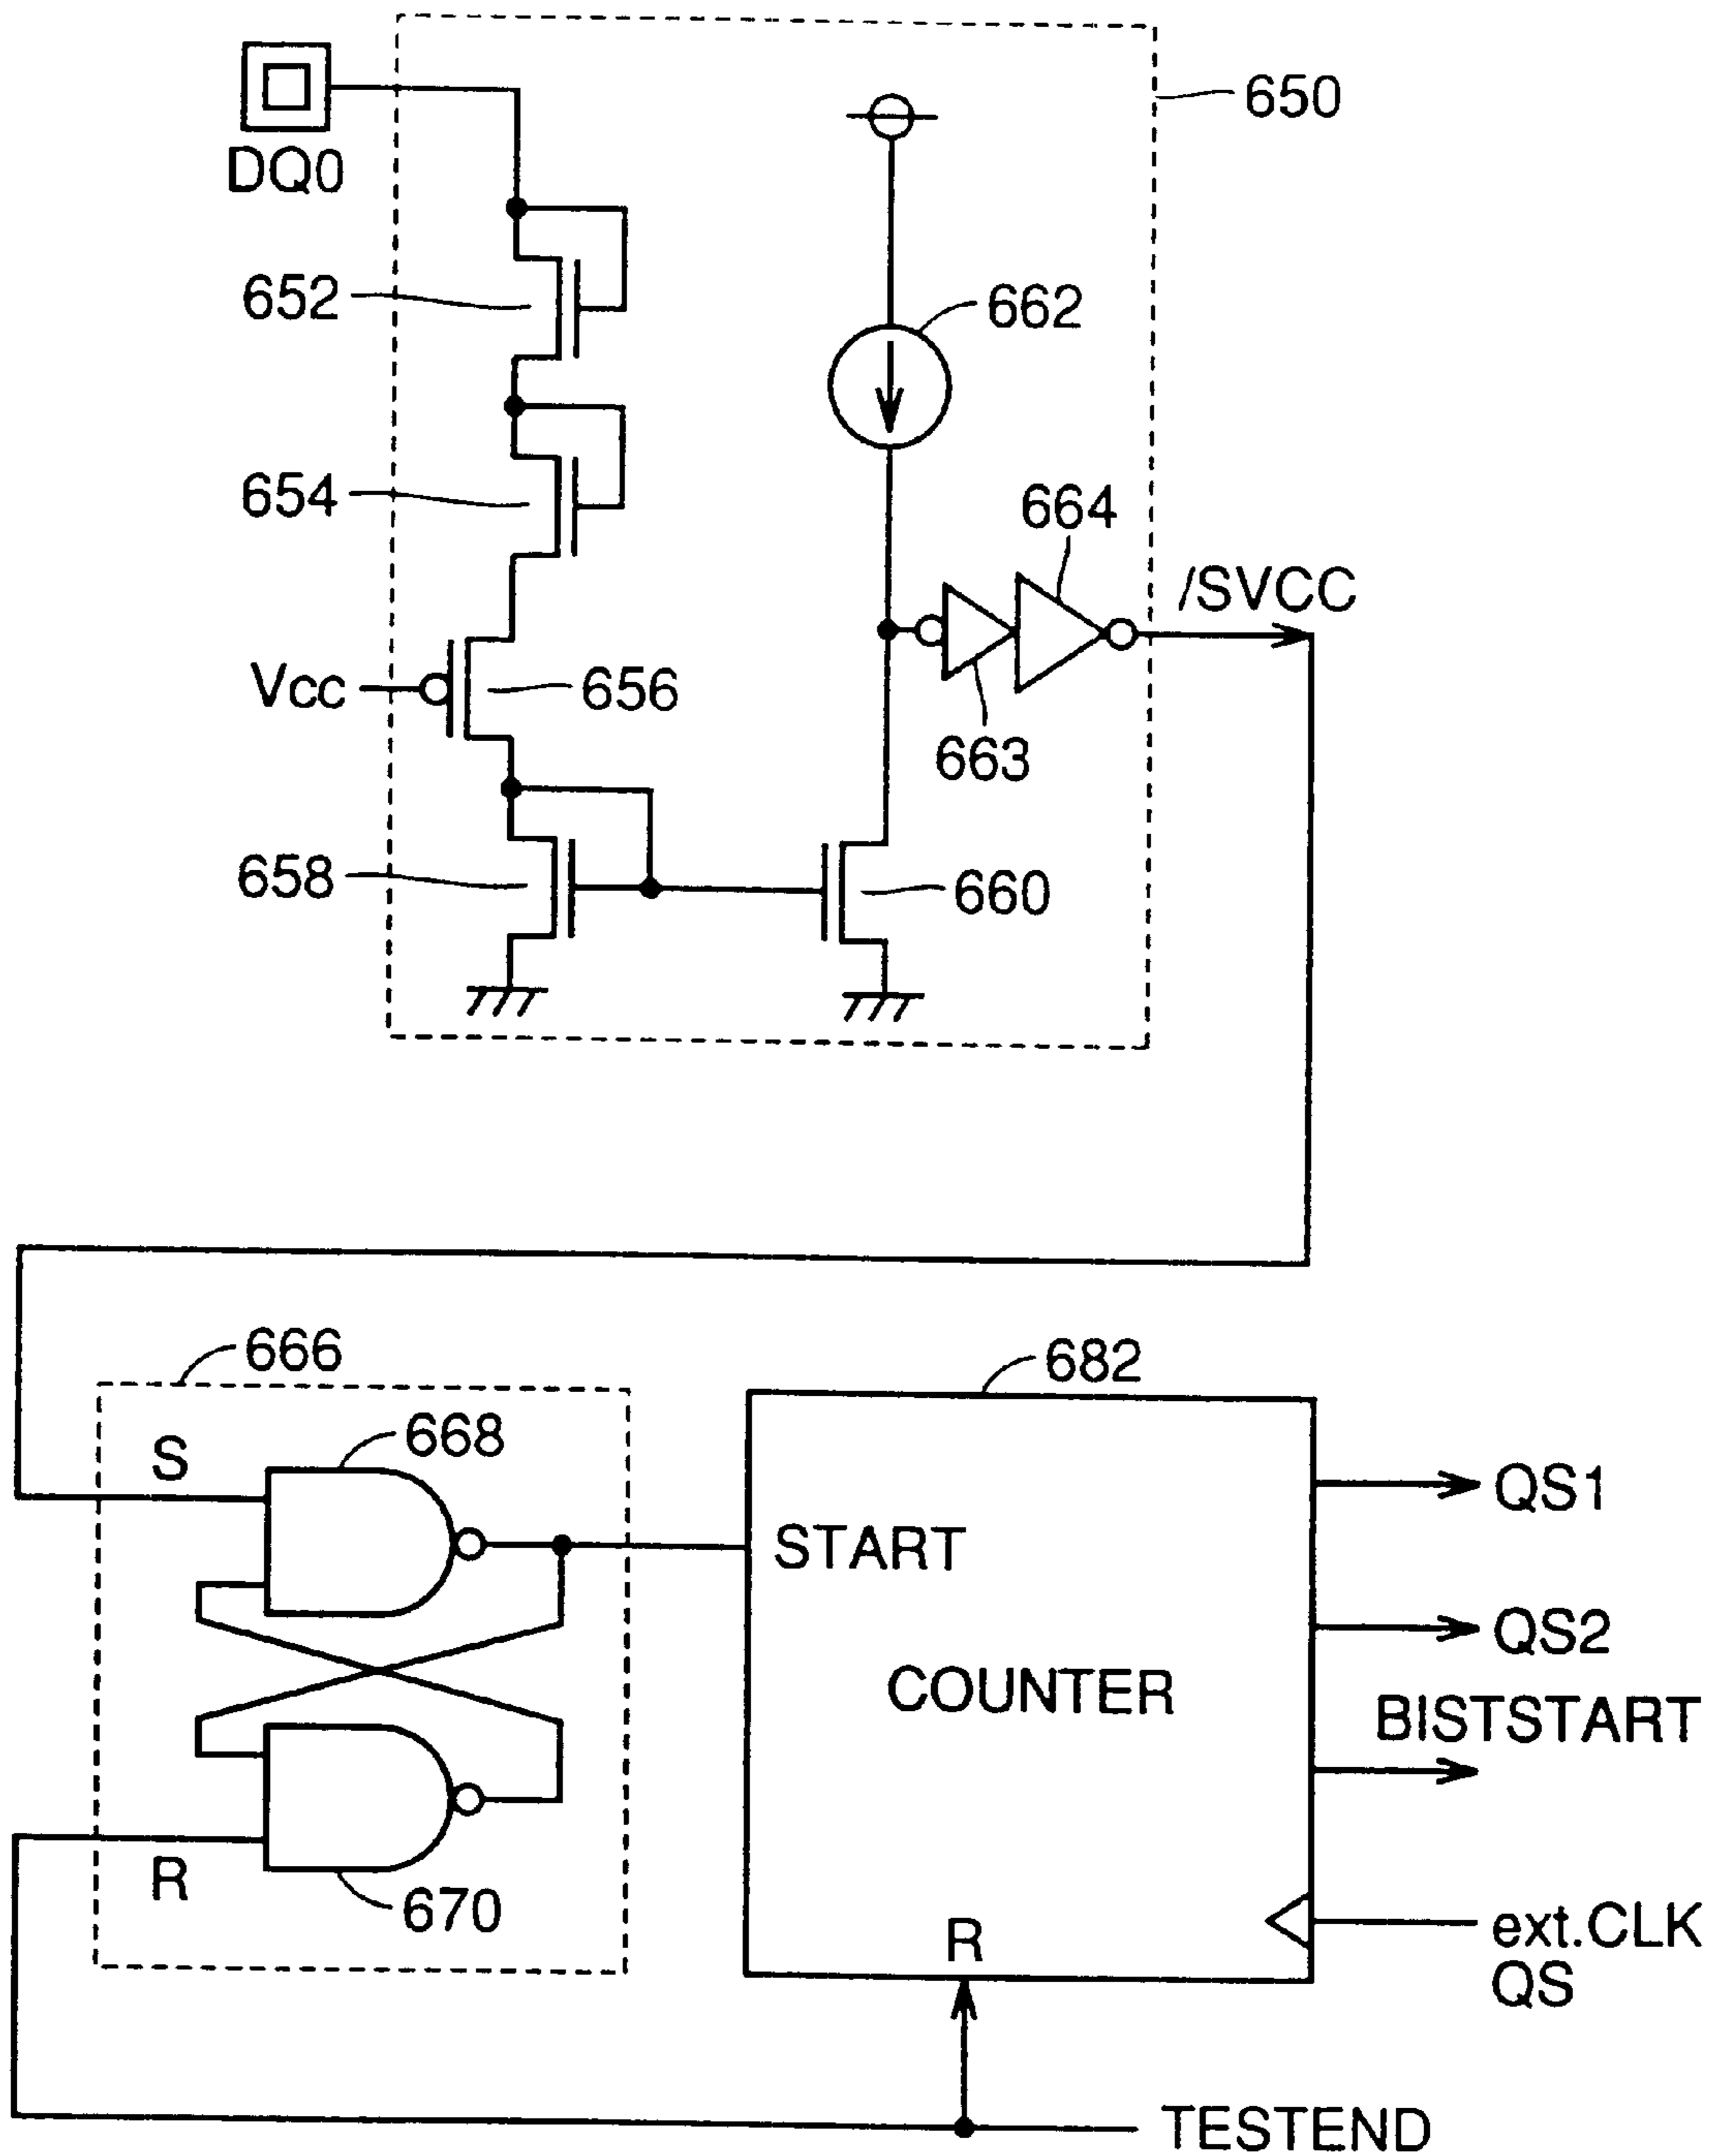 650
DQ0
652
662
654
664
/SVCC
Vcc
656
663
658
660
666
682
S
668
QS1
START
QS2
COUNTER
BISTSTART
R
670
R
ext.CLK
QS
TESTEND